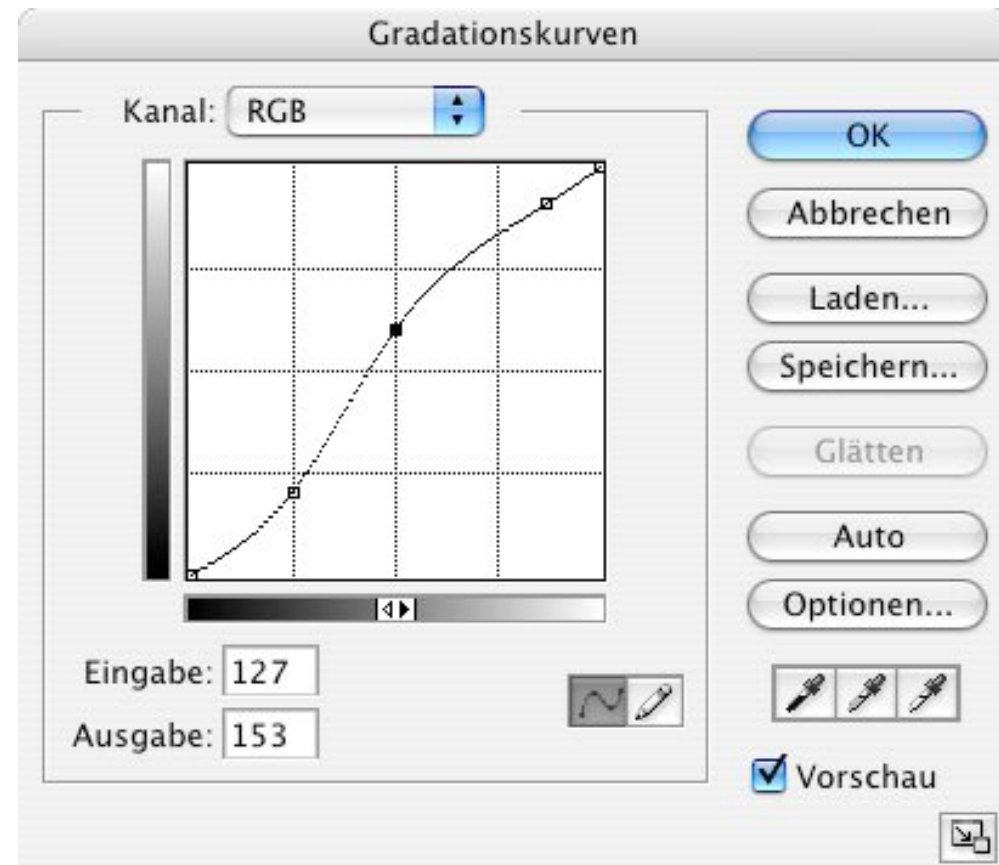 Gradationskurven
Kanal: RGB
OK
Abbrechen
Laden...
Speichern...
Glätten
Auto
Optionen...
Eingabe: 127
Ausgabe: 153
Vorschau